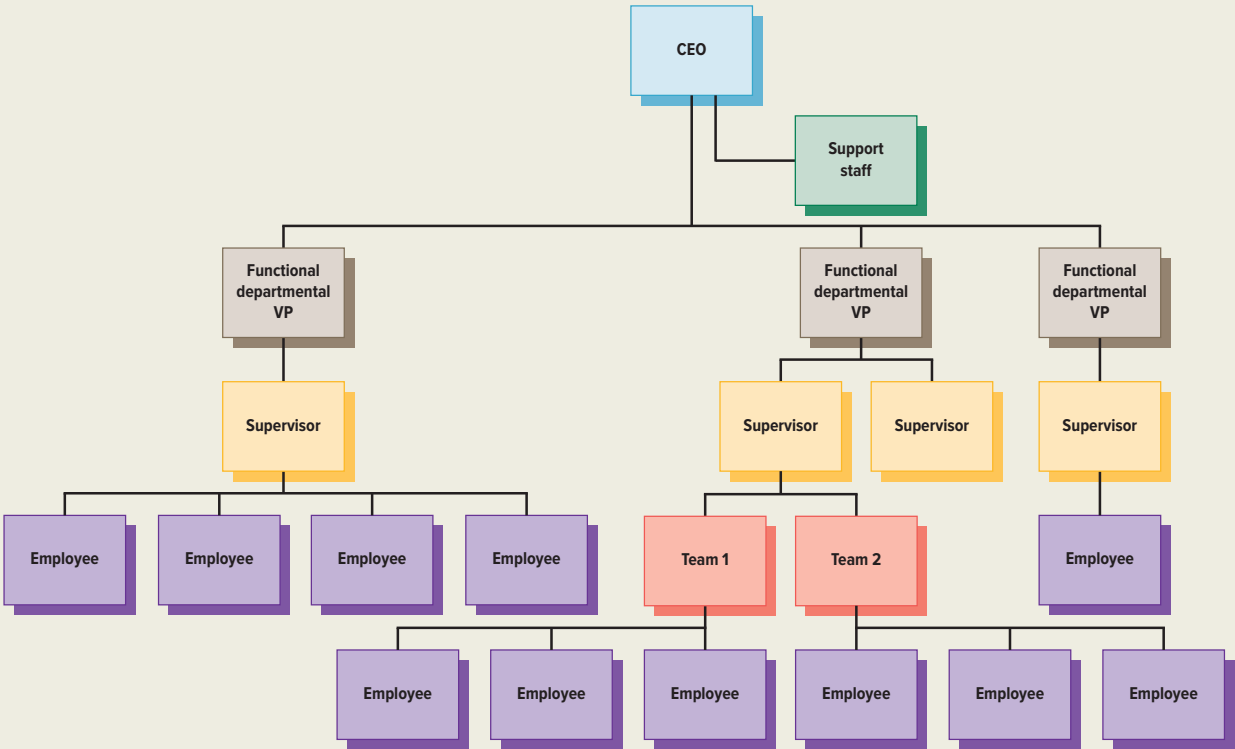 CEO
Support
staff
Functional
departmental
VP
Functional
departmental
VP
Functional
departmental
VP
Supervisor
Supervisor
Supervisor
Supervisor
Employee
Employee
Employee
Employee
Team 1
Team 2
Employee
Employee
Employee
Employee
Employee
Employee
Employee